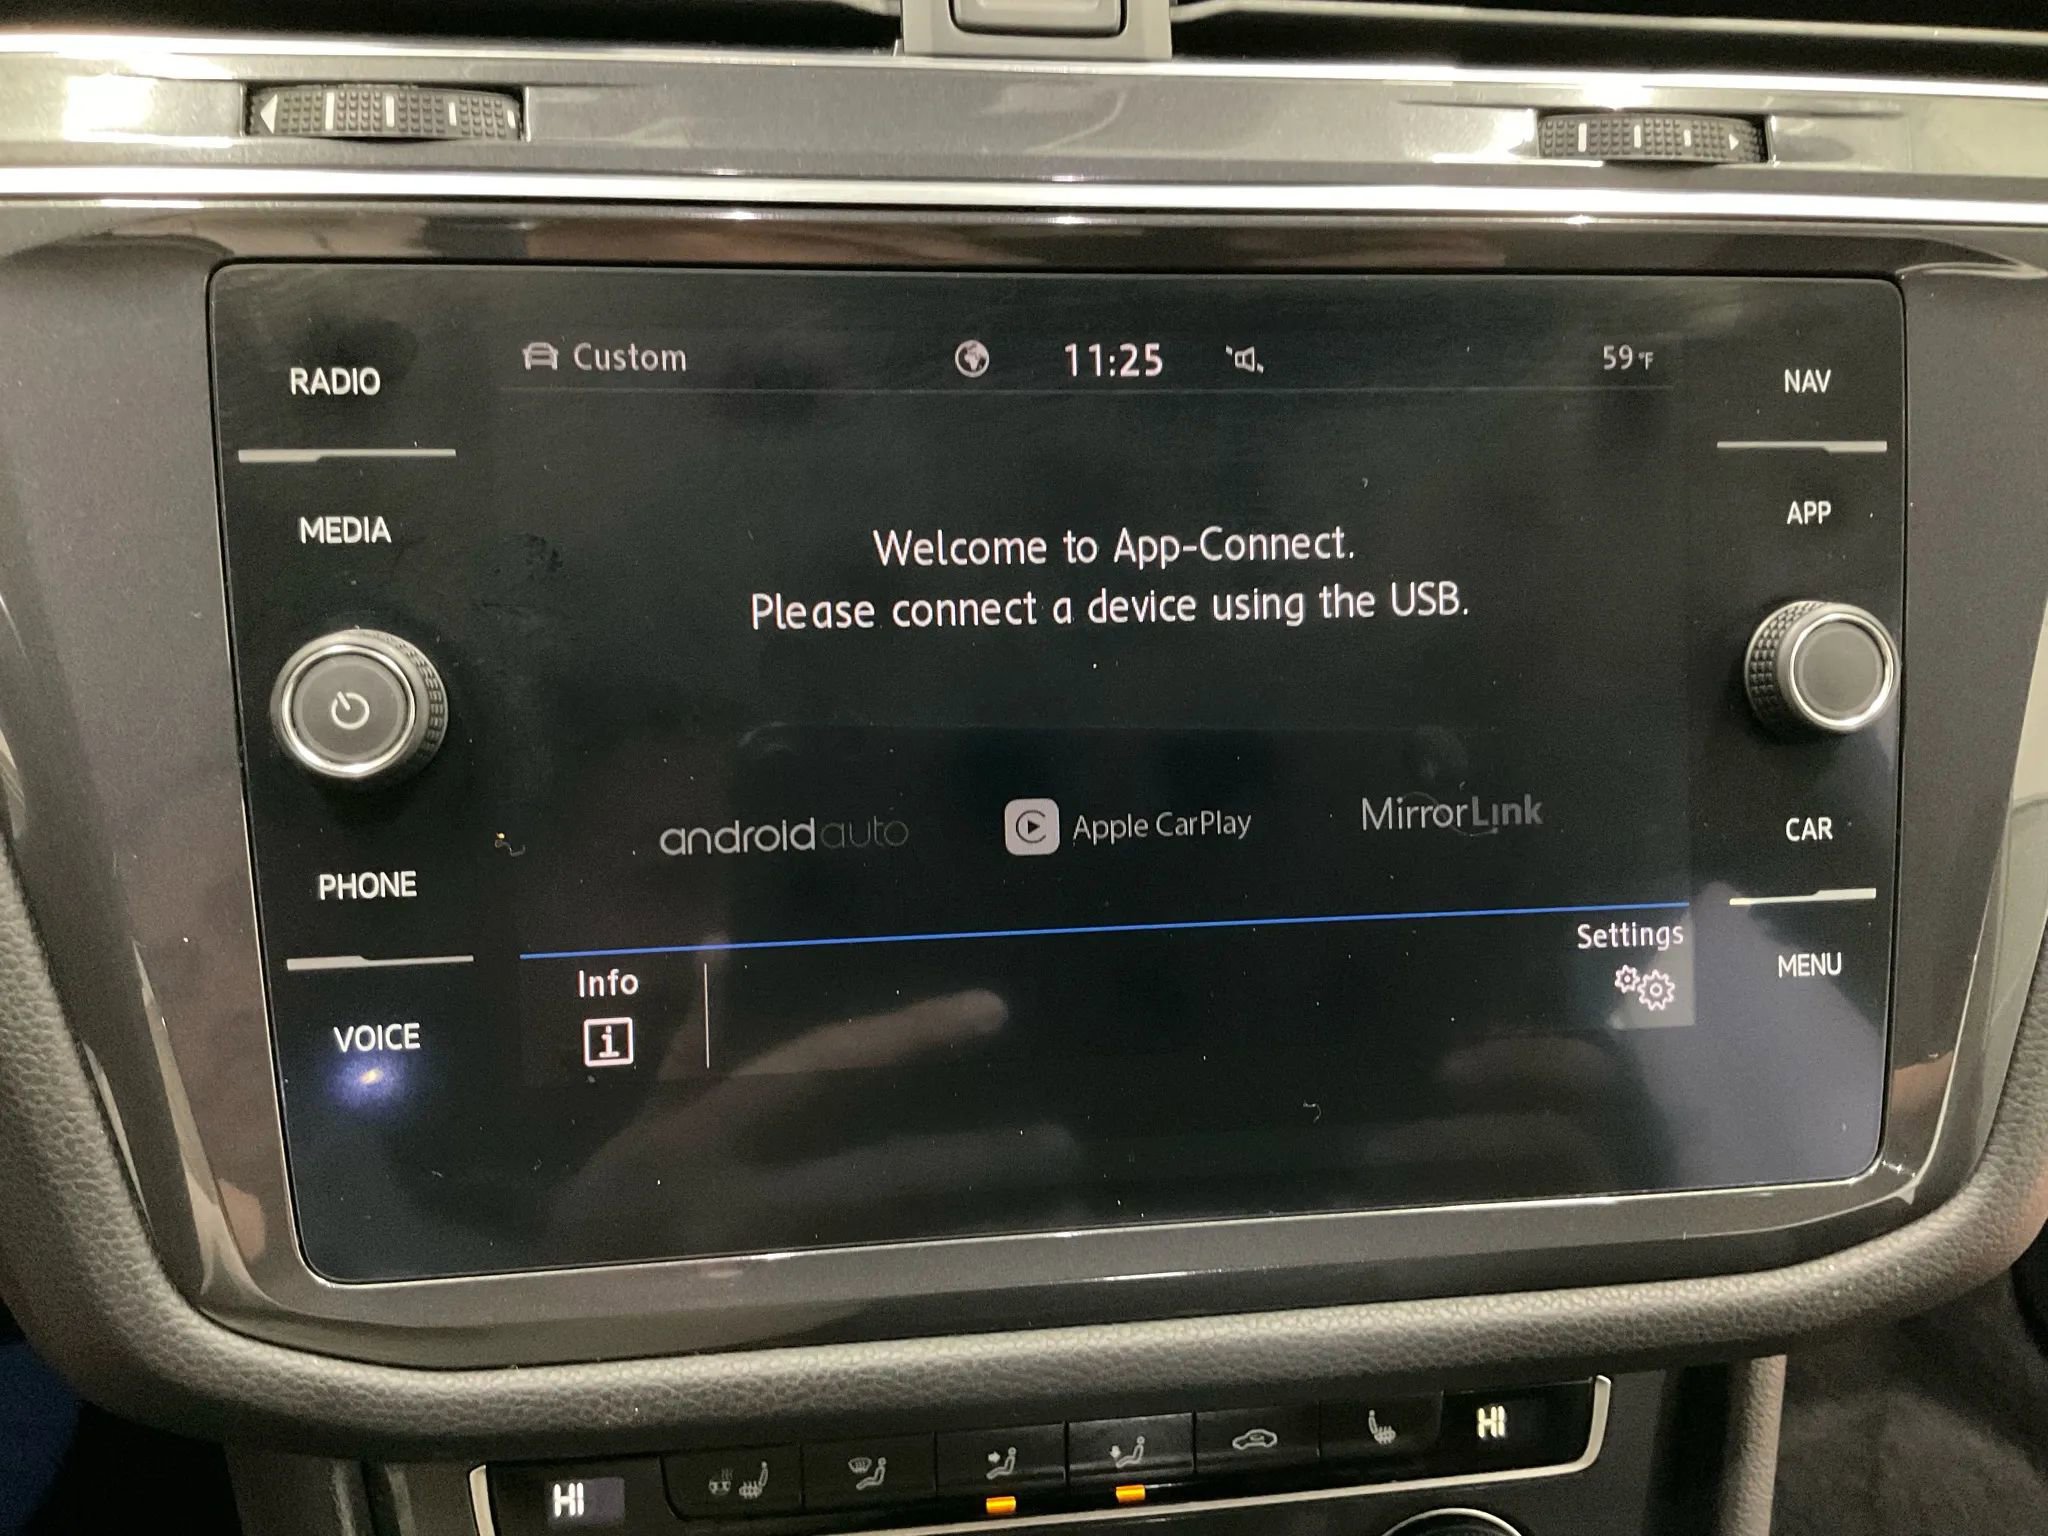 Custom
11:25
59°F
RADIO
MEDIA
PHONE
VOICE
Welcome to App-Connect.
Please connect a device using the USB.
androidauto
Apple CarPlay
MirrorLink
Info
i
Settings
NAV
APP
CAR
MENU
HI
HI